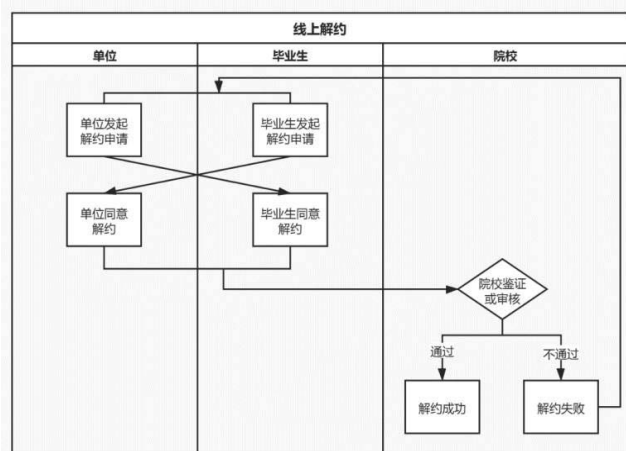 线上解约
单位
毕业生
院校
单位发起
解约申请
毕业生发起
解约申请
单位同意
解约
毕业生同意
解约
院校鉴证
或审核
通过
不通过
解约成功
解约失败